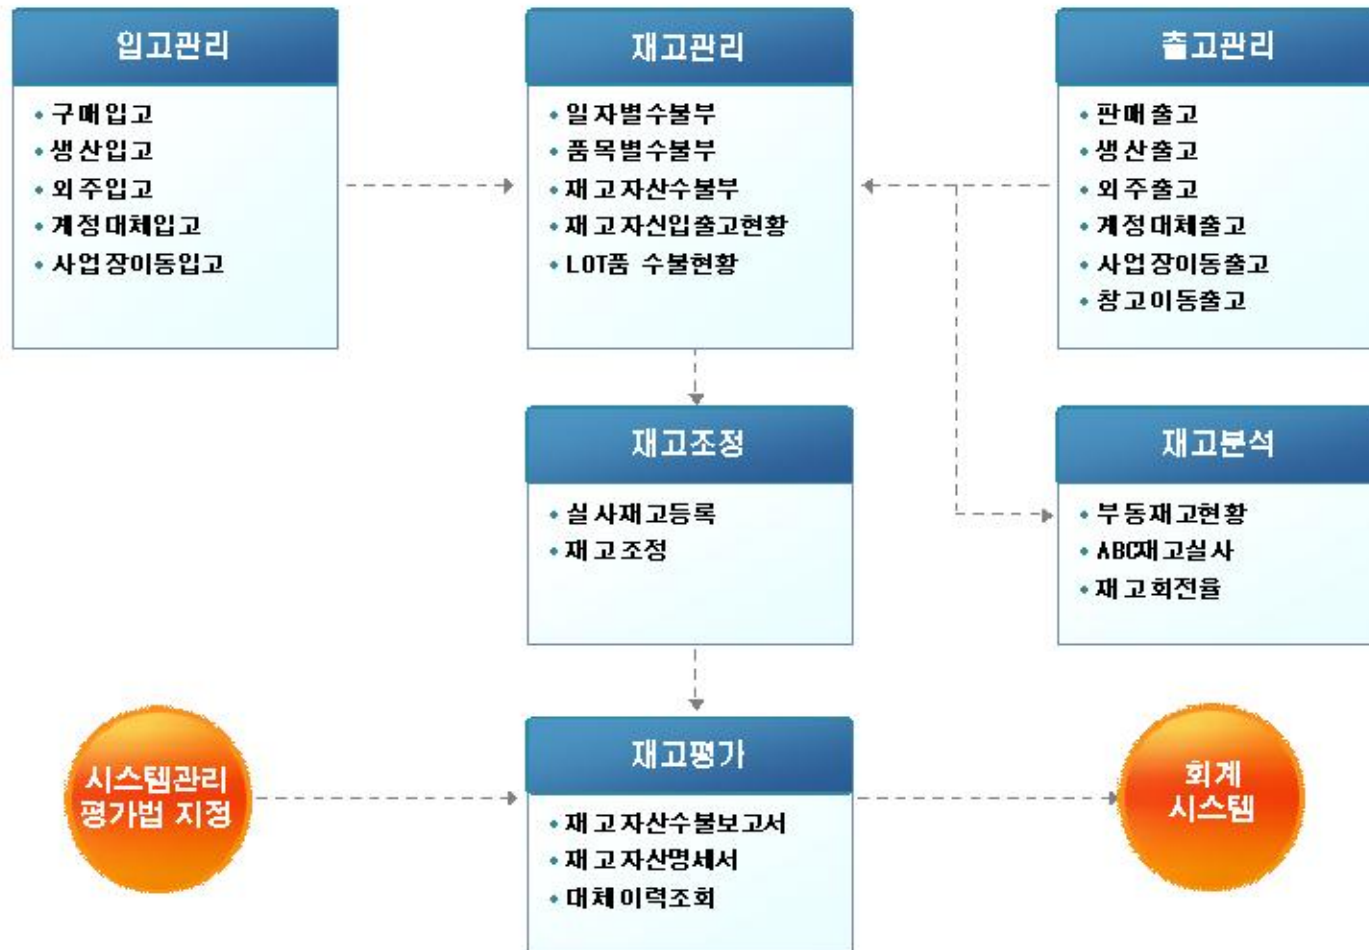 입고관리
• 구매입고
• 생산입고
• 외주입고
• 계정대체입고
• 사업장이동입고
재고관리
• 일자별수불부
• 품목별수불부
• 재고자산수불부
• 재고자산입출고현황
• LOT품 수불현황
출고관리
• 판매출고
• 생산출고
• 외주출고
• 계정대체출고
• 사업장이동출고
• 창고이동출고
재고조정
• 실사재고등록
• 재고조정
재고분석
• 부동재고현황
• ABC재고실사
• 재고회전율
시스템관리
평가법 지정
재고평가
• 재고자산수불보고서
• 재고자산명세서
• 대체이력조회
회계
시스템